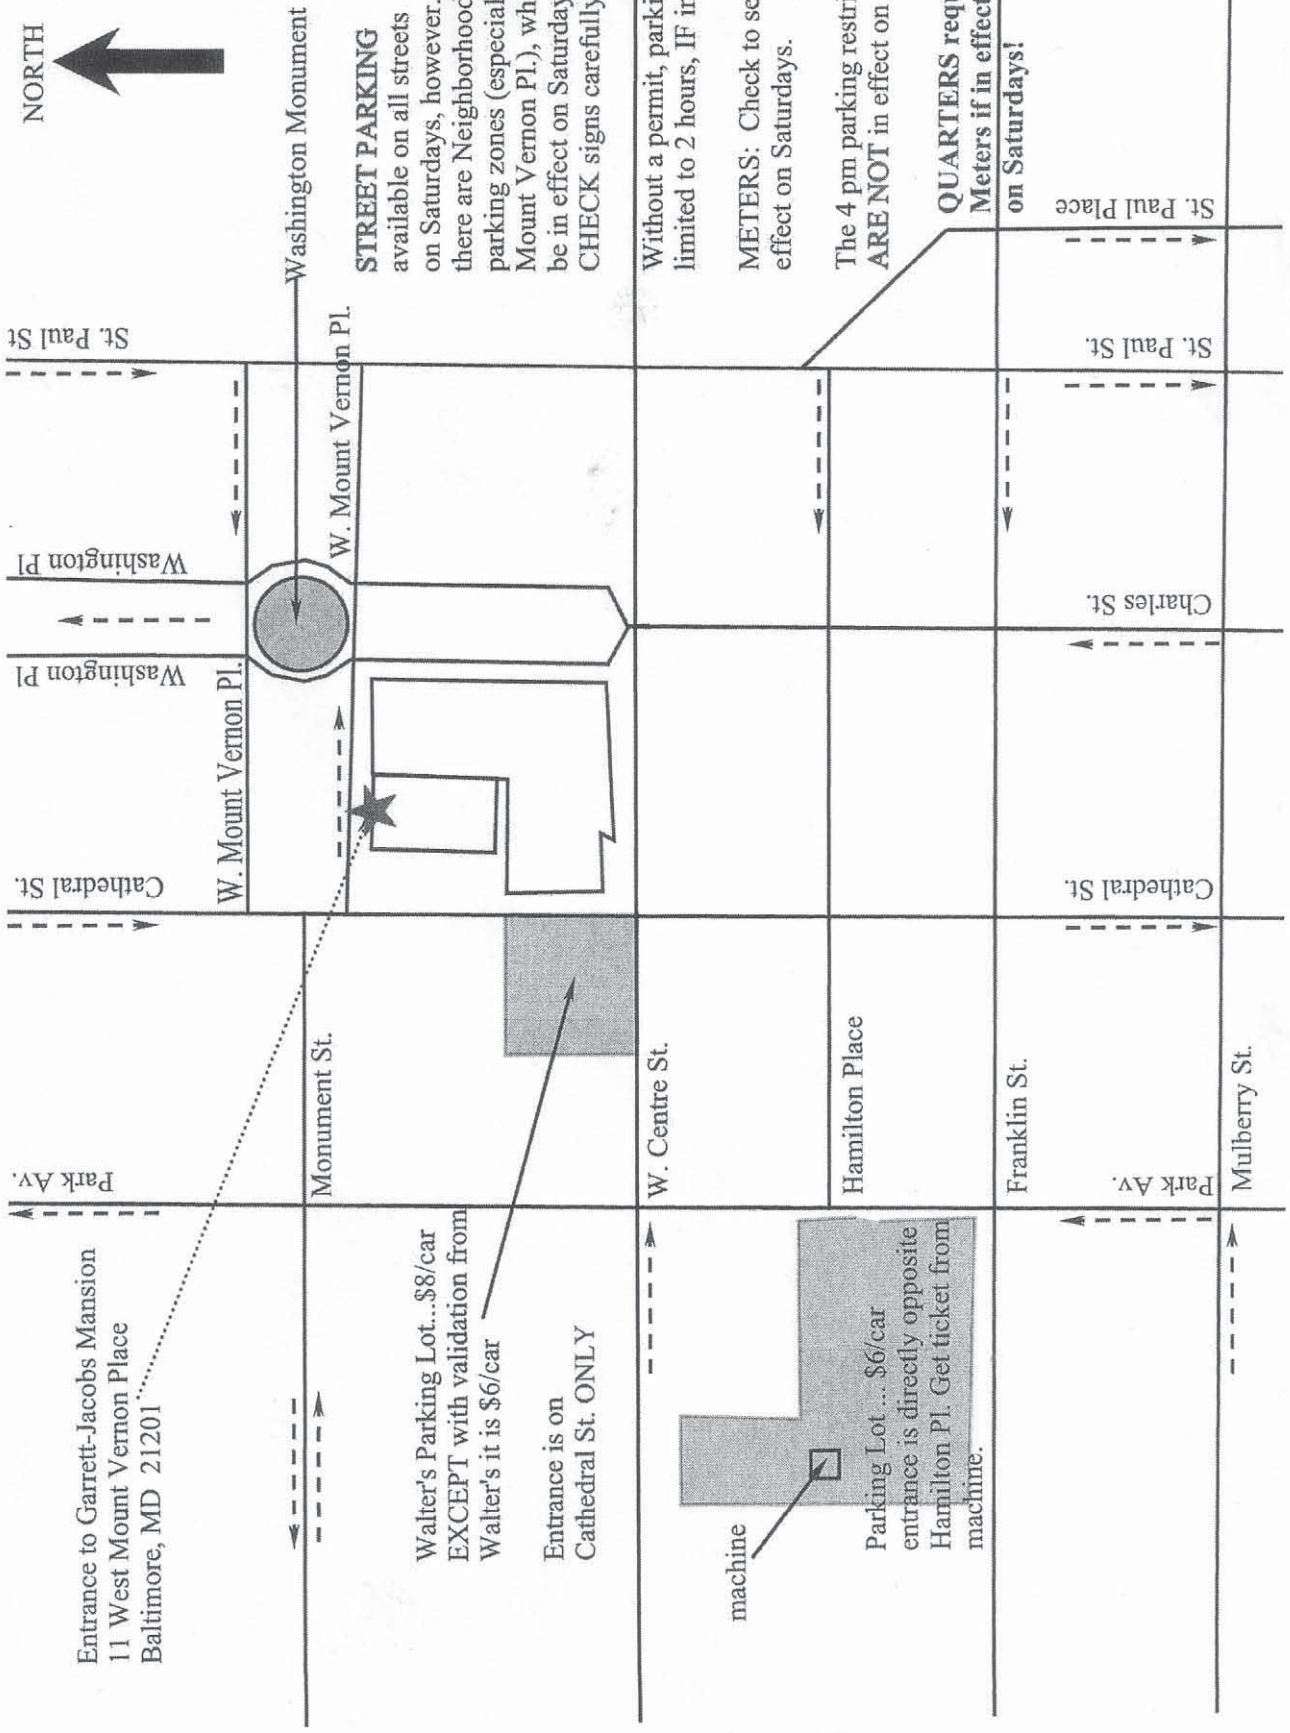 NORTH
Entrance to Garrett-Jacobs Mansion
11 West Mount Vernon Place
Baltimore, MD 21201
Park Av.
Cathedral St.
Washington Pl
Washington Pl
St. Paul St
W. Mount Vernon Pl.
W. Mount Vernon Pl.
Washington Monument
Monument St.
STREET PARKING
available on all streets
on Saturdays, however.
there are Neighborhood
parking zones (especial
Mount Vernon Pl.), wh
be in effect on Saturday
CHECK signs carefully
Walter's Parking Lot...$8/car
EXCEPT with validation from
Walter's it is $6/car
Entrance is on
Cathedral St. ONLY
W. Centre St.
Without a permit, parki
limited to 2 hours, IF in
METERS: Check to se
effect on Saturdays.
machine
Hamilton Place
The 4 pm parking restri
ARE NOT in effect on
Parking Lot ... $6/car
entrance is directly opposite
Hamilton Pl. Get ticket from
machine.
QUARTERS requ
Meters if in effect
on Saturdays!
Franklin St.
Park Av.
Cathedral St.
Charles St.
St. Paul St.
St. Paul Place
Mulberry St.